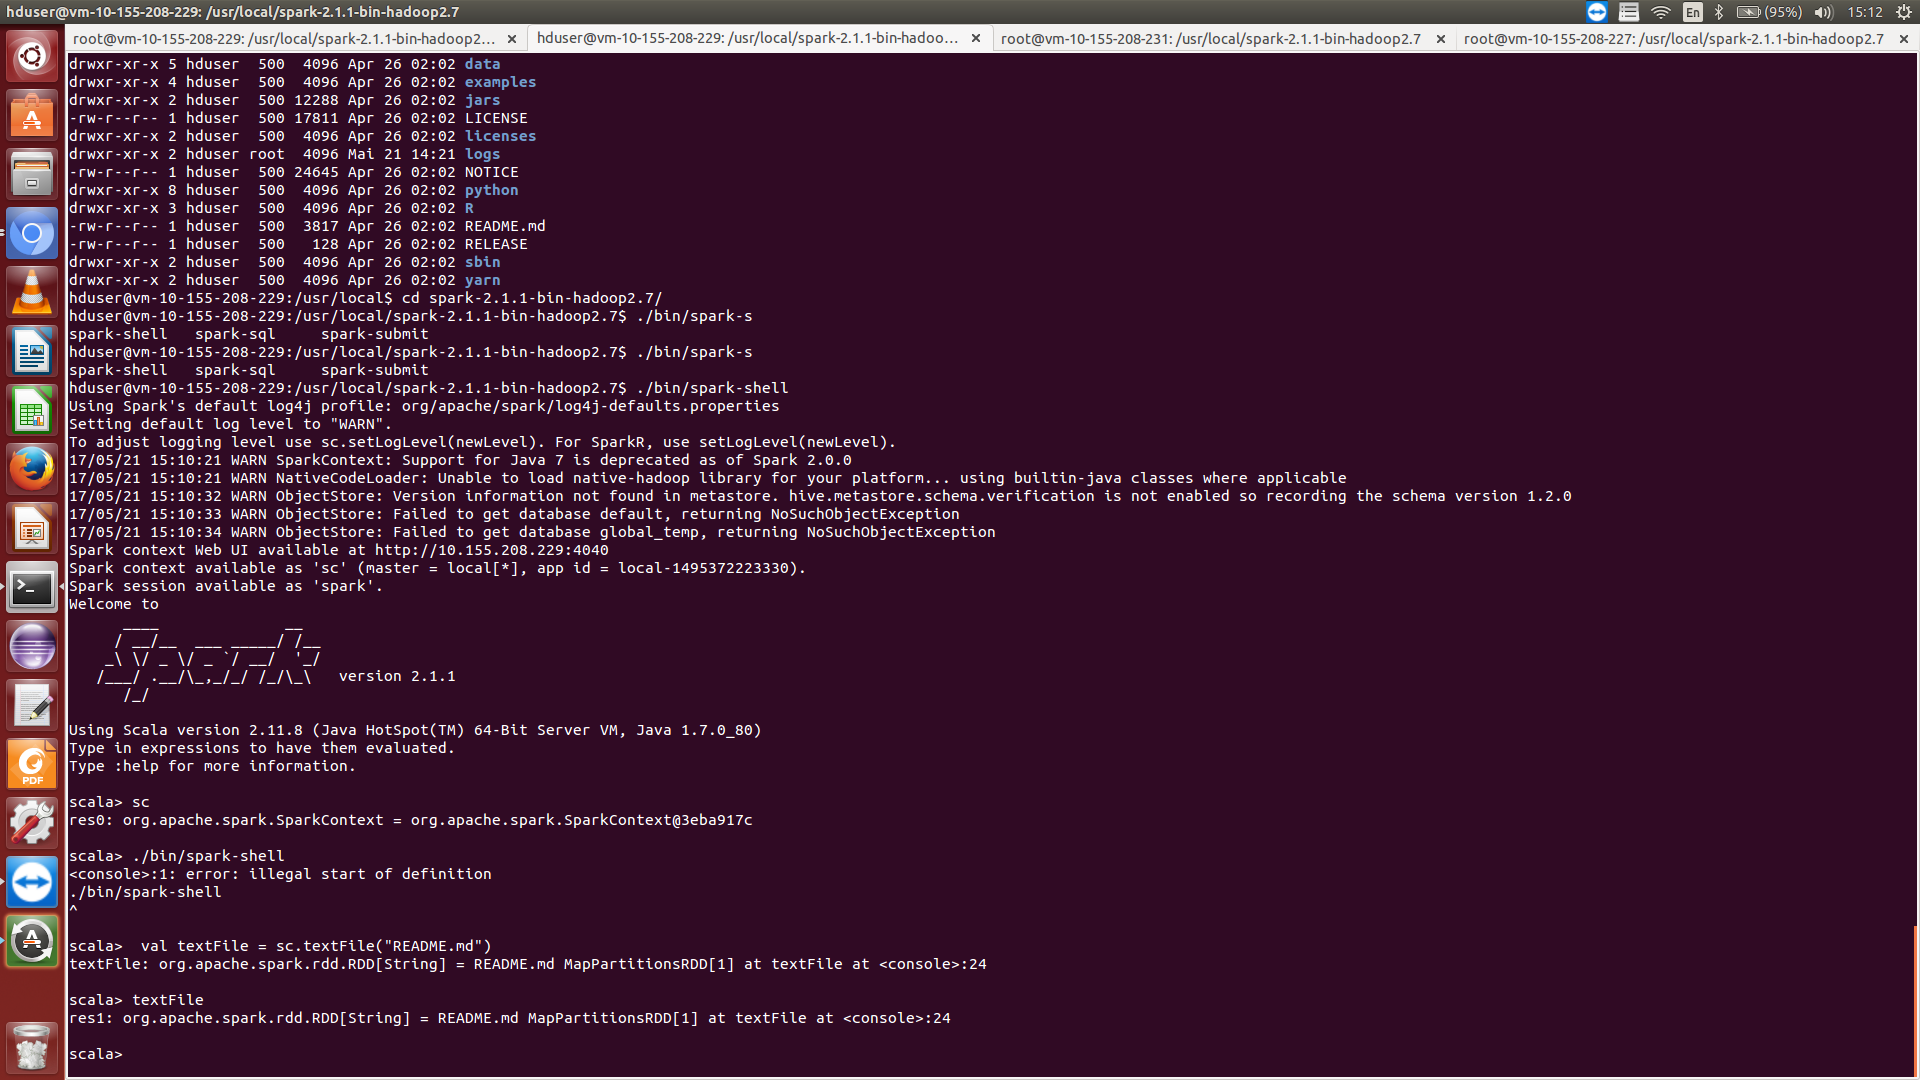 hduser@vm-10-155-208-229: /usr/local/spark-2.1.1-bin-hadoop2.7
En (95%) 15:12
root@vm-10-155-208-229: /usr/local/spark-2.1.1-bin-hadoop2... × hduser@vm-10-155-208-229: /usr/local/spark-2.1.1-bin-hadoo... × root@vm-10-155-208-231: /usr/local/spark-2.1.1-bin-hadoop2.7 × root@vm-10-155-208-227: /usr/local/spark-2.1.1-bin-hadoop2.7 ×
drwxr-xr-x 5 hduser  500  4096 Apr 26 02:02 data
drwxr-xr-x 4 hduser  500  4096 Apr 26 02:02 examples
drwxr-xr-x 2 hduser  500 12288 Apr 26 02:02 jars
-rw-r--r-- 1 hduser  500 17811 Apr 26 02:02 LICENSE
drwxr-xr-x 2 hduser  500  4096 Apr 26 02:02 licenses
drwxr-xr-x 2 hduser root  4096 Mai 21 14:21 logs
-rw-r--r-- 1 hduser  500 24645 Apr 26 02:02 NOTICE
drwxr-xr-x 8 hduser  500  4096 Apr 26 02:02 python
drwxr-xr-x 3 hduser  500  4096 Apr 26 02:02 R
-rw-r--r-- 1 hduser  500  3817 Apr 26 02:02 README.md
-rw-r--r-- 1 hduser  500   128 Apr 26 02:02 RELEASE
drwxr-xr-x 2 hduser  500  4096 Apr 26 02:02 sbin
drwxr-xr-x 2 hduser  500  4096 Apr 26 02:02 yarn
hduser@vm-10-155-208-229:/usr/local$ cd spark-2.1.1-bin-hadoop2.7/
hduser@vm-10-155-208-229:/usr/local/spark-2.1.1-bin-hadoop2.7$ ./bin/spark-s
spark-shell   spark-sql     spark-submit
hduser@vm-10-155-208-229:/usr/local/spark-2.1.1-bin-hadoop2.7$ ./bin/spark-s
spark-shell   spark-sql     spark-submit
hduser@vm-10-155-208-229:/usr/local/spark-2.1.1-bin-hadoop2.7$ ./bin/spark-shell
Using Spark's default log4j profile: org/apache/spark/log4j-defaults.properties
Setting default log level to "WARN".
To adjust logging level use sc.setLogLevel(newLevel). For SparkR, use setLogLevel(newLevel).
17/05/21 15:10:21 WARN SparkContext: Support for Java 7 is deprecated as of Spark 2.0.0
17/05/21 15:10:21 WARN NativeCodeLoader: Unable to load native-hadoop library for your platform... using builtin-java classes where applicable
17/05/21 15:10:32 WARN ObjectStore: Version information not found in metastore. hive.metastore.schema.verification is not enabled so recording the schema version 1.2.0
17/05/21 15:10:33 WARN ObjectStore: Failed to get database default, returning NoSuchObjectException
17/05/21 15:10:34 WARN ObjectStore: Failed to get database global_temp, returning NoSuchObjectException
Spark context Web UI available at http://10.155.208.229:4040
Spark context available as 'sc' (master = local[*], app id = local-1495372223330).
Spark session available as 'spark'.
Welcome to
      ____              __
     / __/__  ___ _____/ /__
    _\ \/ _ \/ _ `/ __/  '_/
   /___/ .__/\_,_/_/ /_/\_\   version 2.1.1
      /_/
Using Scala version 2.11.8 (Java HotSpot(TM) 64-Bit Server VM, Java 1.7.0_80)
Type in expressions to have them evaluated.
Type :help for more information.
scala> sc
res0: org.apache.spark.SparkContext = org.apache.spark.SparkContext@3eba917c
scala> ./bin/spark-shell
<console>:1: error: illegal start of definition
./bin/spark-shell
^
scala>  val textFile = sc.textFile("README.md")
textFile: org.apache.spark.rdd.RDD[String] = README.md MapPartitionsRDD[1] at textFile at <console>:24
scala> textFile
res1: org.apache.spark.rdd.RDD[String] = README.md MapPartitionsRDD[1] at textFile at <console>:24
scala>
PDF